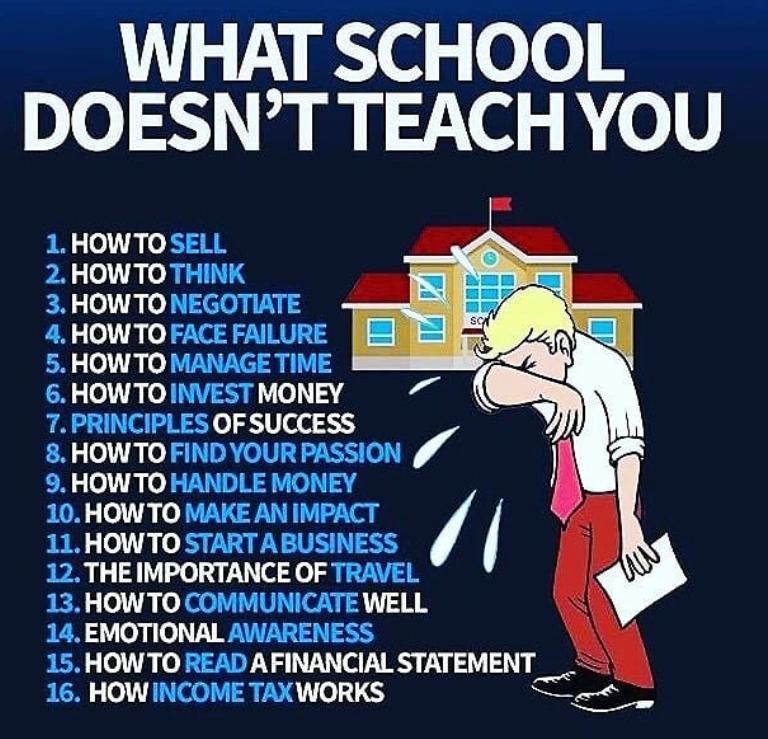 WHAT SCHOOL
DOESN'T TEACH YOU
1. HOW TO SELL
2. HOW TO THINK
3. HOW TO NEGOTIATE
4. HOW TO FACE FAILURE
5. HOW TO MANAGE TIME
6. HOW TO INVEST MONEY
7. PRINCIPLES OF SUCCESS
8. HOW TO FIND YOUR PASSION
9. HOW TO HANDLE MONEY
10. HOW TO MAKE AN IMPACT
11. HOW TO START A BUSINESS
12. THE IMPORTANCE OF TRAVEL
13. HOW TO COMMUNICATE WELL
14. EMOTIONAL AWARENESS
15. HOW TO READ A FINANCIAL STATEMENT
16. HOW INCOME TAX WORKS